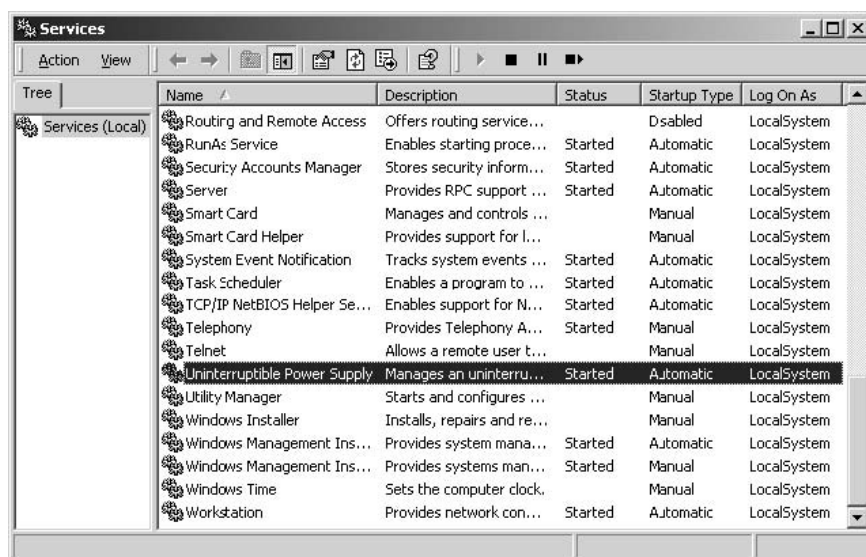 Services
Action View
Tree
Name Description Status Startup Type Log On As
Services (Local)
Routing and Remote Access Offers routing service... Disabled LocalSystem
RunAs Service Enables starting proce... Started Automatic LocalSystem
Security Accounts Manager Stores security inform... Started Automatic LocalSystem
Server Provides RPC support ... Started Automatic LocalSystem
Smart Card Manages and controls ... Manual LocalSystem
Smart Card Helper Provides support for l... Manual LocalSystem
System Event Notification Tracks system events ... Started Automatic LocalSystem
Task Scheduler Enables a program to ... Started Automatic LocalSystem
TCP/IP NetBIOS Helper Se... Enables support for N... Started Automatic LocalSystem
Telephony Provides Telephony A... Started Manual LocalSystem
Telnet Allows a remote user t... Manual LocalSystem
Uninterruptible Power Supply Manages an uninterru... Started Automatic LocalSystem
Utility Manager Starts and configures ... Manual LocalSystem
Windows Installer Installs, repairs and re... Manual LocalSystem
Windows Management Ins... Provides system mana... Started Automatic LocalSystem
Windows Management Ins... Provides systems man... Started Manual LocalSystem
Windows Time Sets the computer clock. Manual LocalSystem
Workstation Provides network con... Started Automatic LocalSystem